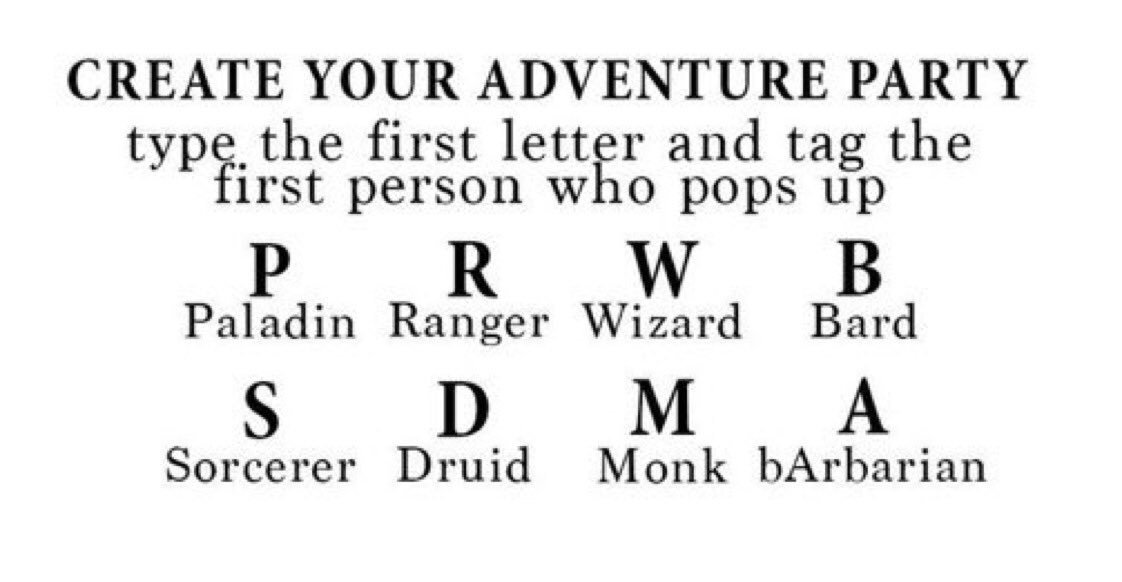 CREATE YOUR ADVENTURE PARTY
type the first letter and tag the
first person who pops up
P R W B
Paladin Ranger Wizard Bard
S D M A
Sorcerer Druid Monk bArbarian